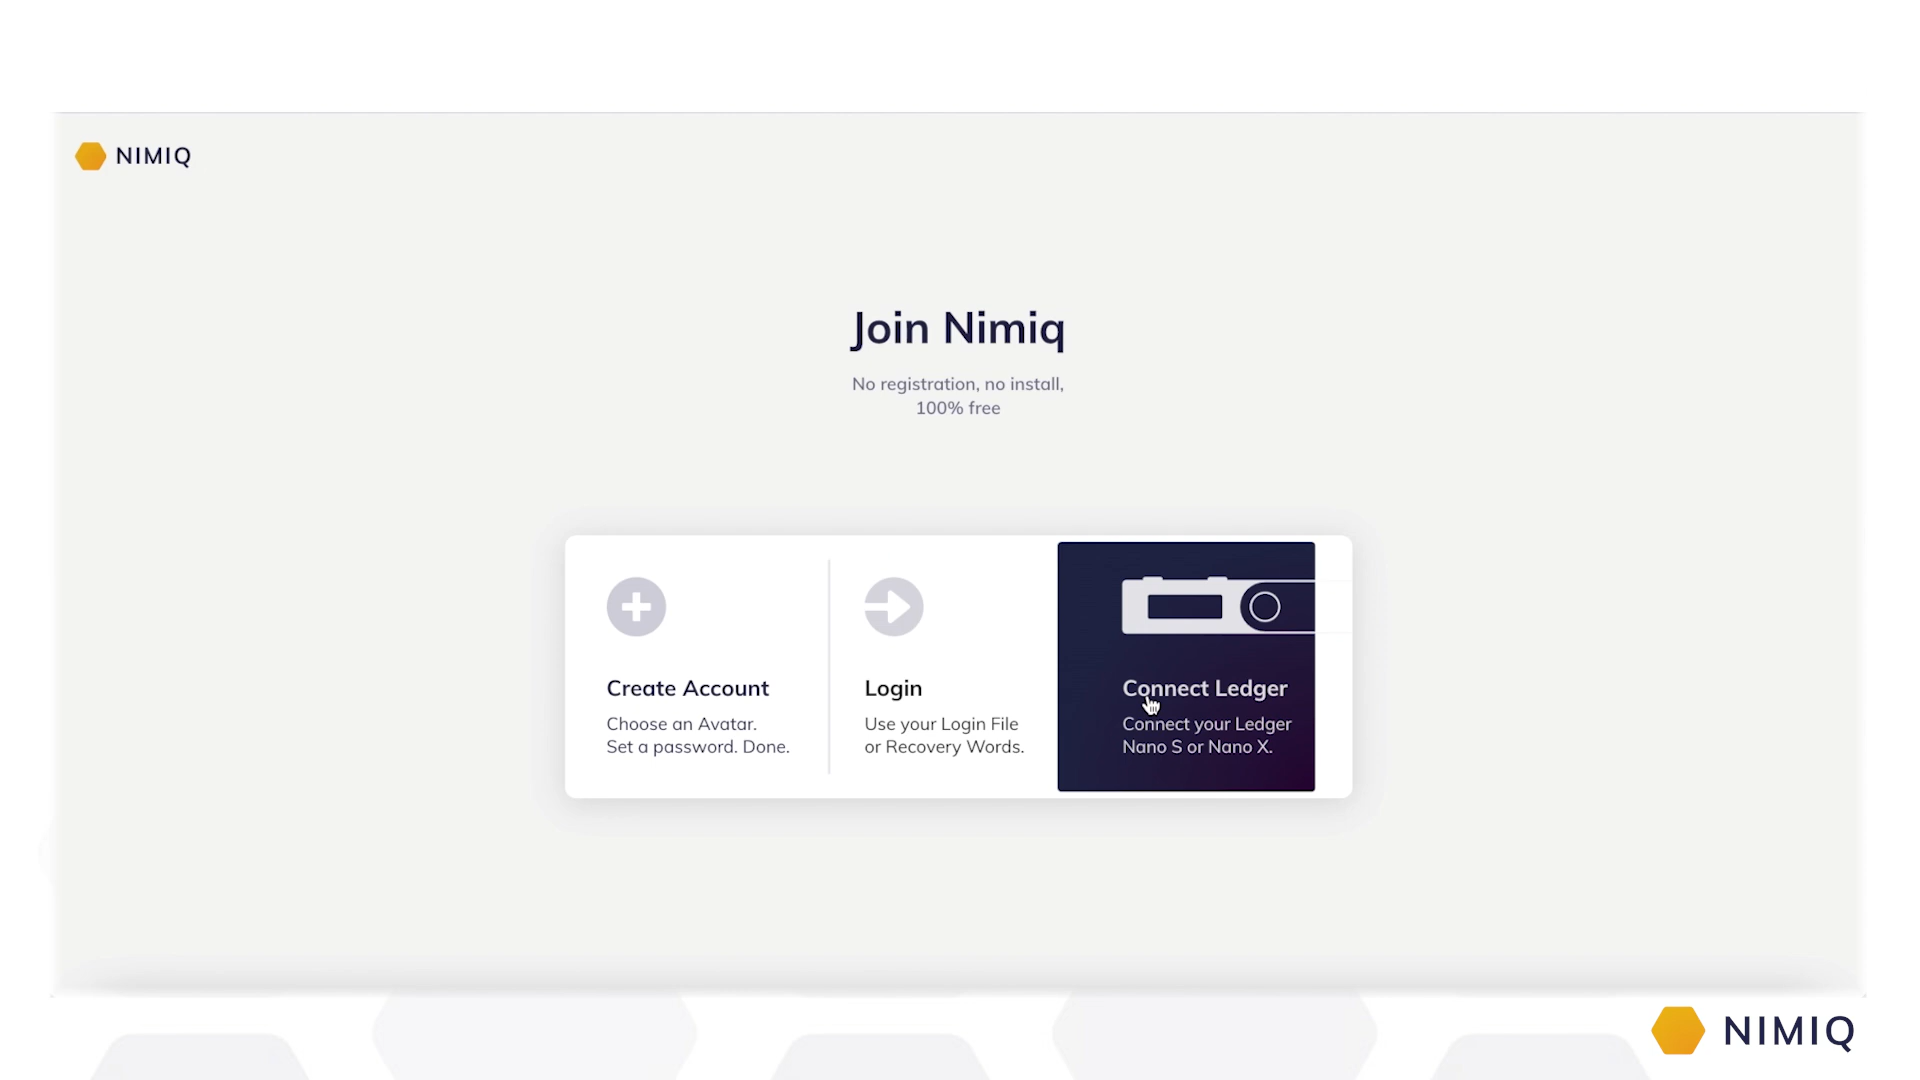 NIMIQ
Join Nimiq
No registration, no install,
100% free
Create Account
Choose an Avatar.
Set a password. Done.
Login
Use your Login File
or Recovery Words.
Connect Ledger
Connect your Ledger
Nano S or Nano X.
NIMIQ